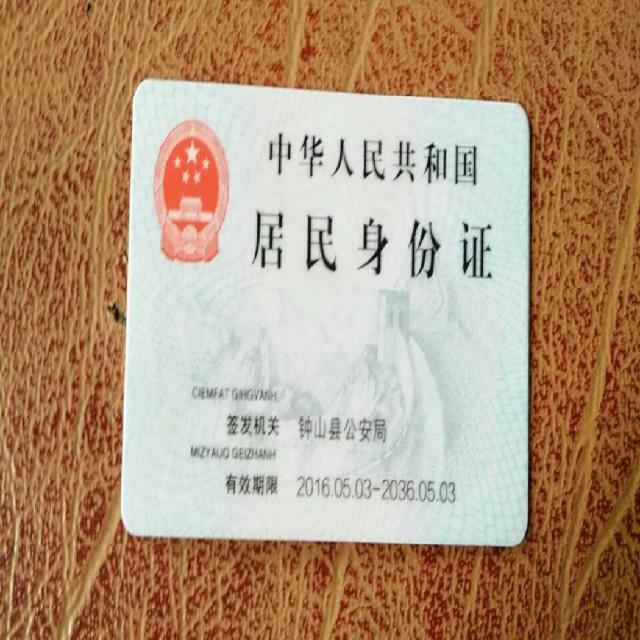 中华人民共和国
居民身份证
CIEMFAT GIHGVANH
签发机关 钟山县公安局
MIZYAUQ GEIZHANH
有效期限 2016.05.03-2036.05.03